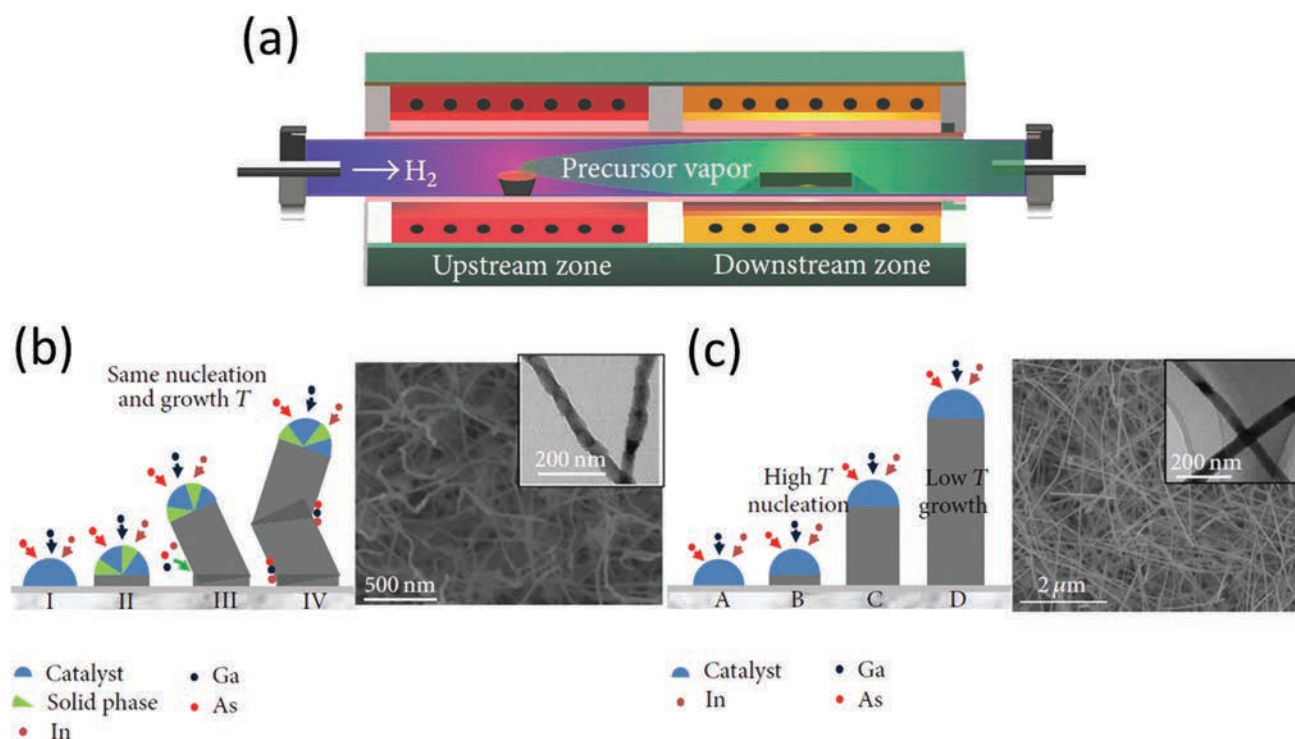 (a)
H₂
Precursor vapor
Upstream zone
Downstream zone
(b)
Same nucleation
and growth T
I
II
III
IV
200 nm
500 nm
Catalyst
Solid phase
In
Ga
As
(c)
High T
nucleation
Low T
growth
A
B
C
D
200 nm
2 μm
Catalyst
In
Ga
As